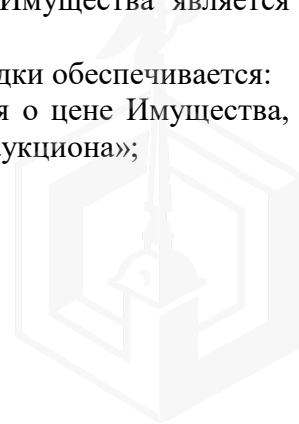 Имущества является
дки обеспечивается:
я о цене Имущества,
укциона»;